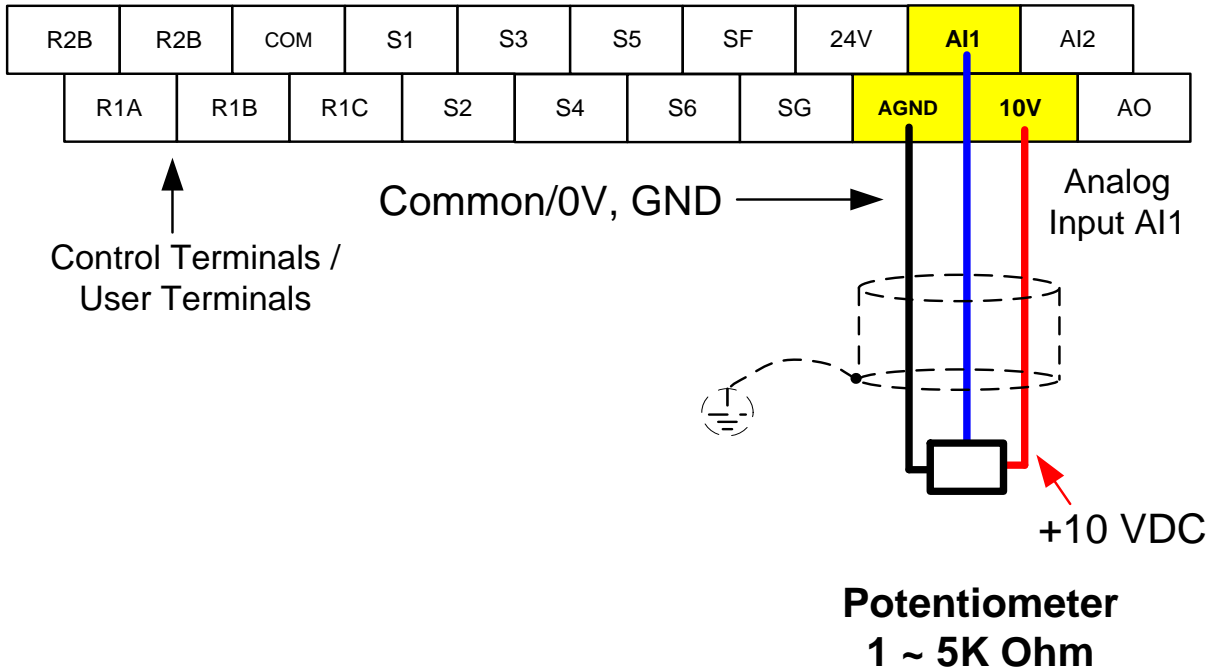 R2B R2B COM S1 S3 S5 SF 24V AI1 AI2
R1A R1B R1C S2 S4 S6 SG AGND 10V AO
Common/0V, GND
Analog
Input AI1
Control Terminals /
User Terminals
+10 VDC
Potentiometer
1 ~ 5K Ohm